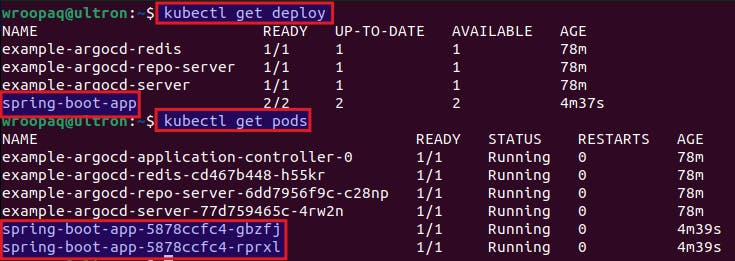 wroopaq@ultron:~$ kubectl get deploy
NAME READY UP-TO-DATE AVAILABLE AGE
example-argocd-redis 1/1 1 1 78m
example-argocd-repo-server 1/1 1 1 78m
example-argocd-server 1/1 1 1 78m
spring-boot-app 2/2 2 2 4m37s
wroopaq@ultron:~$ kubectl get pods
NAME READY STATUS RESTARTS AGE
example-argocd-application-controller-0 1/1 Running 0 78m
example-argocd-redis-cd467b448-h55kr 1/1 Running 0 78m
example-argocd-repo-server-6dd7956f9c-c28np 1/1 Running 0 78m
example-argocd-server-77d759465c-4rw2n 1/1 Running 0 78m
spring-boot-app-5878ccfc4-gbzfj 1/1 Running 0 4m39s
spring-boot-app-5878ccfc4-rprxl 1/1 Running 0 4m39s